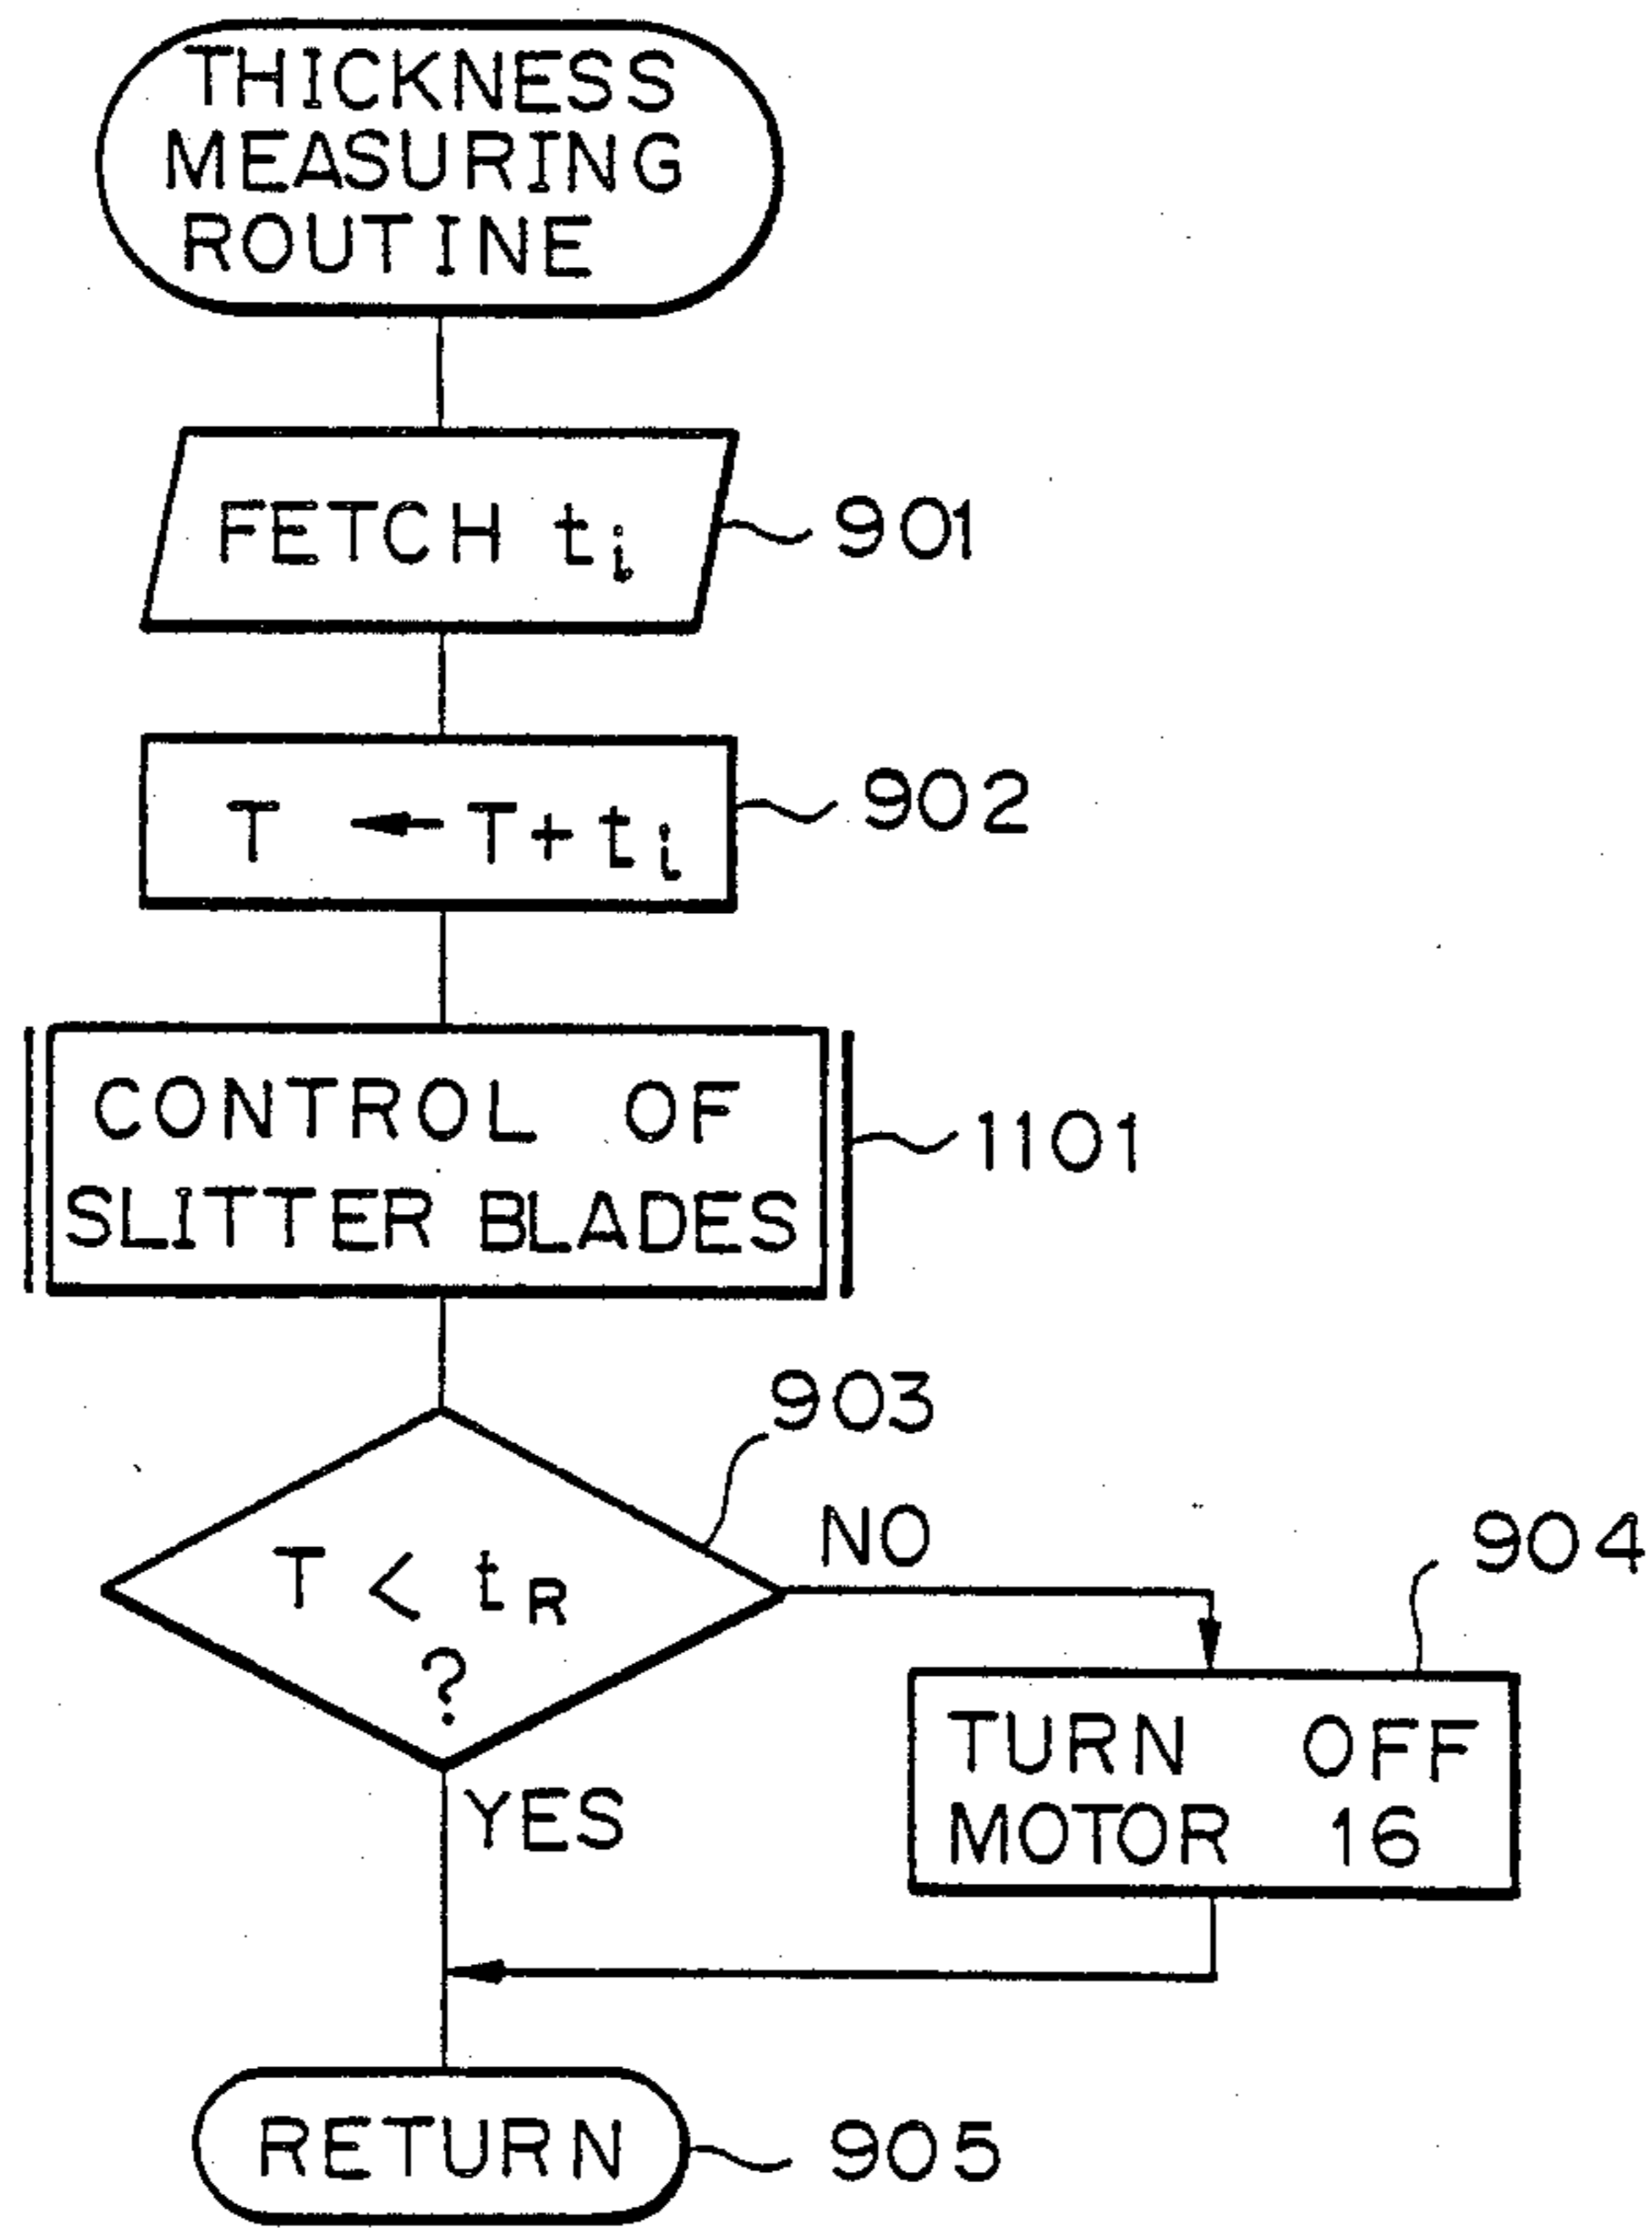 THICKNESS
MEASURING
ROUTINE
FETCH tᵢ
901
T ← T + tᵢ
902
CONTROL OF
SLITTER BLADES
1101
903
T < t_R
?
NO
904
TURN OFF
MOTOR 16
YES
RETURN
905